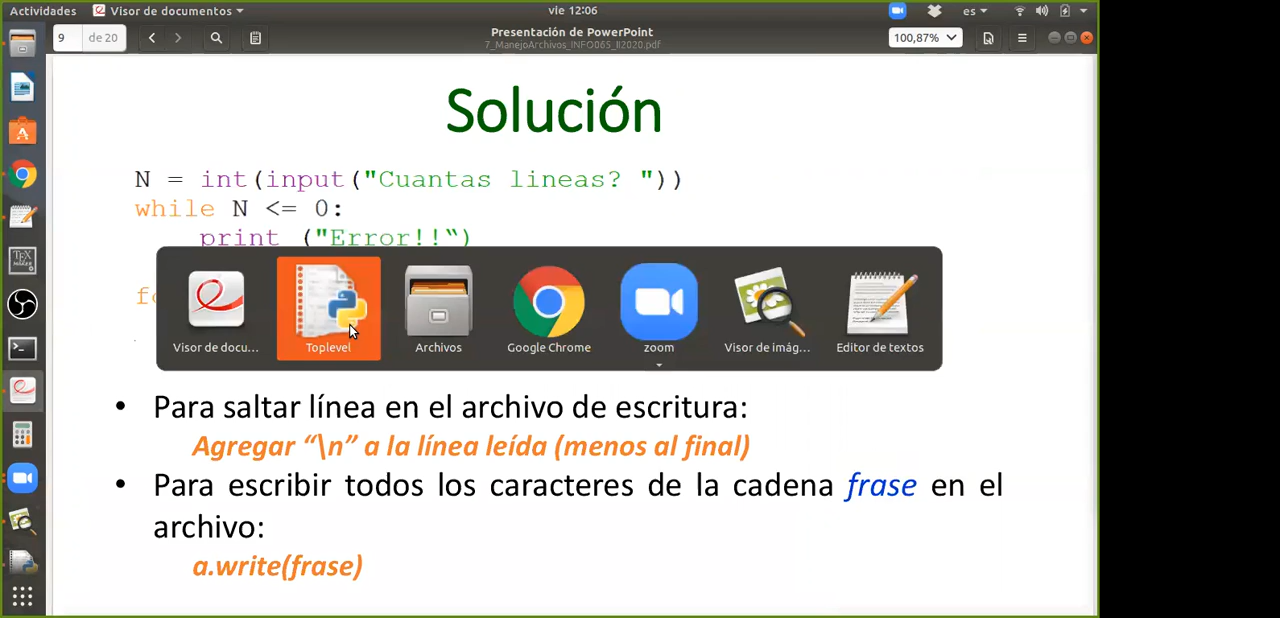 Actividades
Visor de documentos
vie 12:06
es
9
de 20
Presentación de PowerPoint
7_ManejoArchivos_INFO065_II2020.pdf
100,87%
Solución
N = int(input("Cuantas lineas? "))
while N <= 0:
print ("Error!!“)
Visor de docu...
Toplevel
Archivos
Google Chrome
zoom
Visor de imág...
Editor de textos
• Para saltar línea en el archivo de escritura:
Agregar “\n” a la línea leída (menos al final)
• Para escribir todos los caracteres de la cadena frase en el
archivo:
a.write(frase)